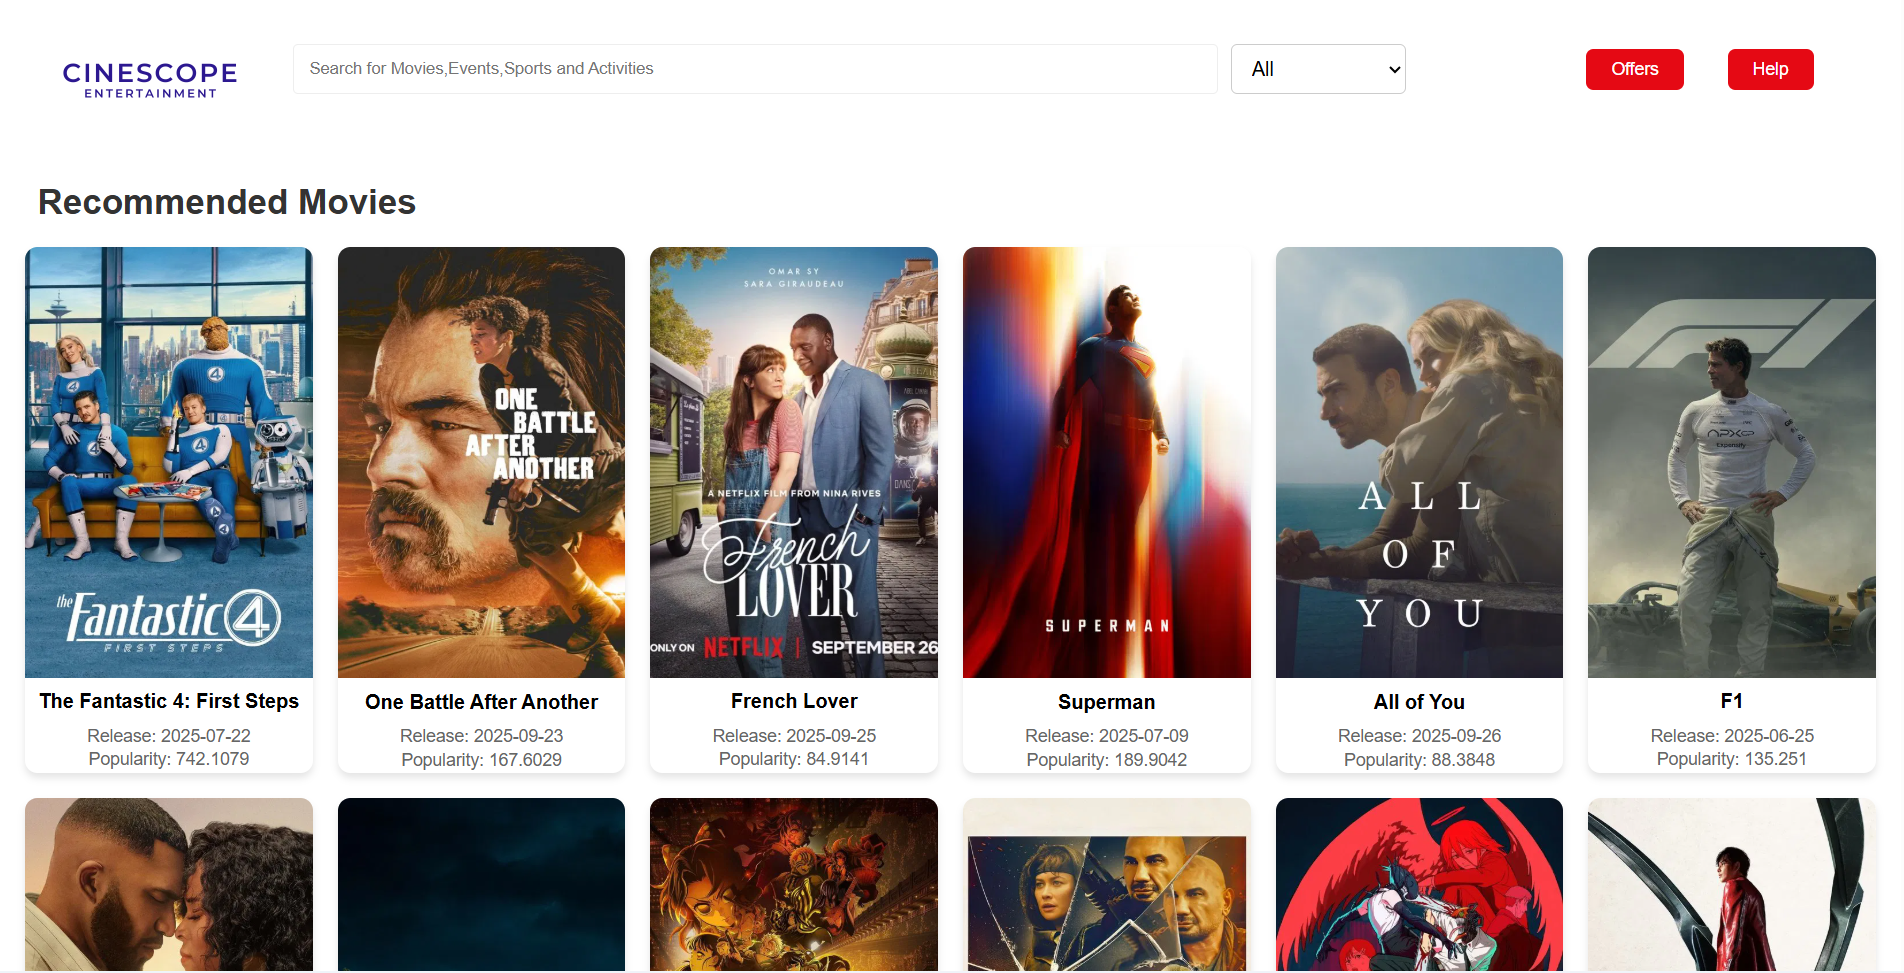 CINESCOPE
ENTERTAINMENT
Search for Movies,Events,Sports and Activities
All
Offers
Help
Recommended Movies
the Fantastic 4
FIRST STEPS
The Fantastic 4: First Steps
Release: 2025-07-22
Popularity: 742.1079
ONE
BATTLE
AFTER
ANOTHER
One Battle After Another
Release: 2025-09-23
Popularity: 167.6029
OMAR SY
SARA GIRAUDEAU
A NETFLIX FILM FROM NINA RIVES
French
LOVER
ONLY ON NETFLIX | SEPTEMBER 26
French Lover
Release: 2025-09-25
Popularity: 84.9141
SUPERMAN
Superman
Release: 2025-07-09
Popularity: 189.9042
ALL
OF
YOU
All of You
Release: 2025-09-26
Popularity: 88.3848
F1
APXGP
Expensify
F1
Release: 2025-06-25
Popularity: 135.251